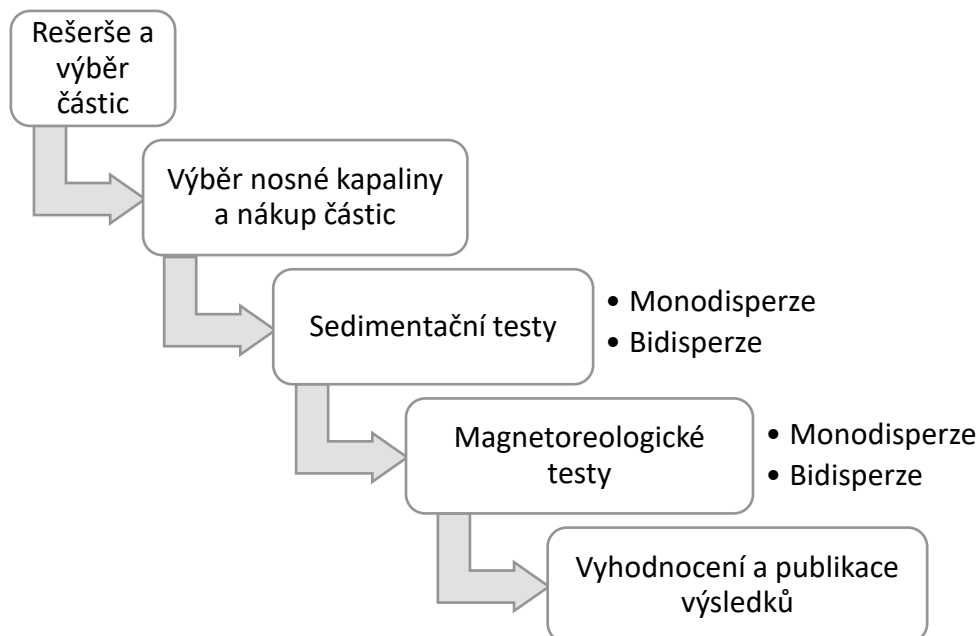 Rešerše a
výběr
částic
Výběr nosné kapaliny
a nákup částic
Sedimentační testy
• Monodisperze
• Bidisperze
Magnetoreologické
testy
• Monodisperze
• Bidisperze
Vyhodnocení a publikace
výsledků